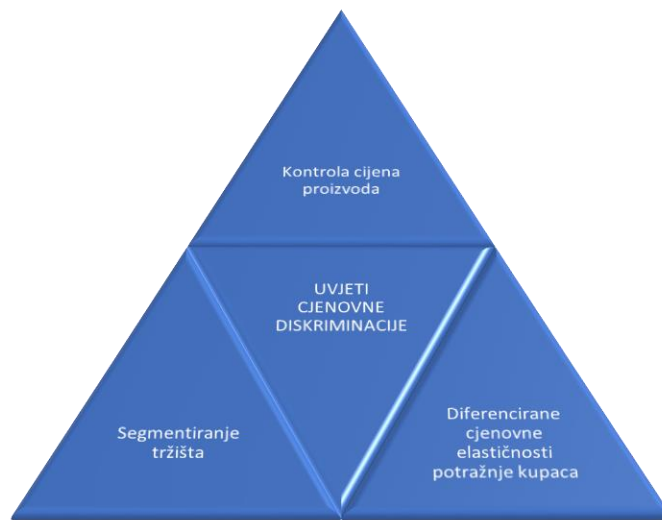 Kontrola cijena
proizvoda
UVJETI
CJENOVNE
DISKRIMINACIJE
Segmentiranje
tržišta
Diferencirane
cjenovne
elastičnosti
potražnje kupaca